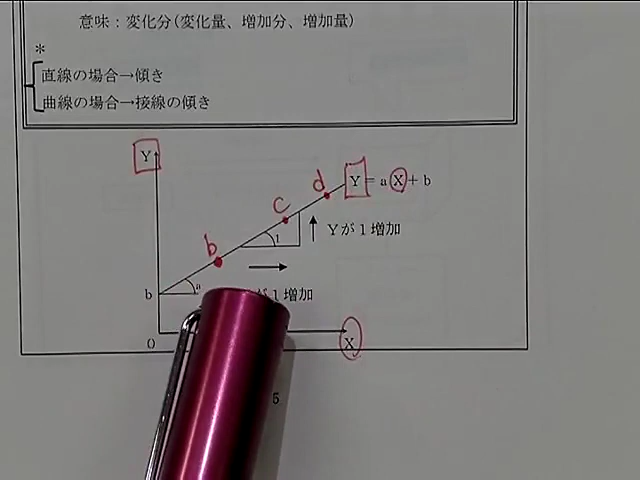 意味：変化分(変化量、増加分、増加量)
*
直線の場合→傾き
曲線の場合→接線の傾き
Y
d
Y = a X + b
c
1
Yが1増加
b
a
b
が1増加
0
X
5